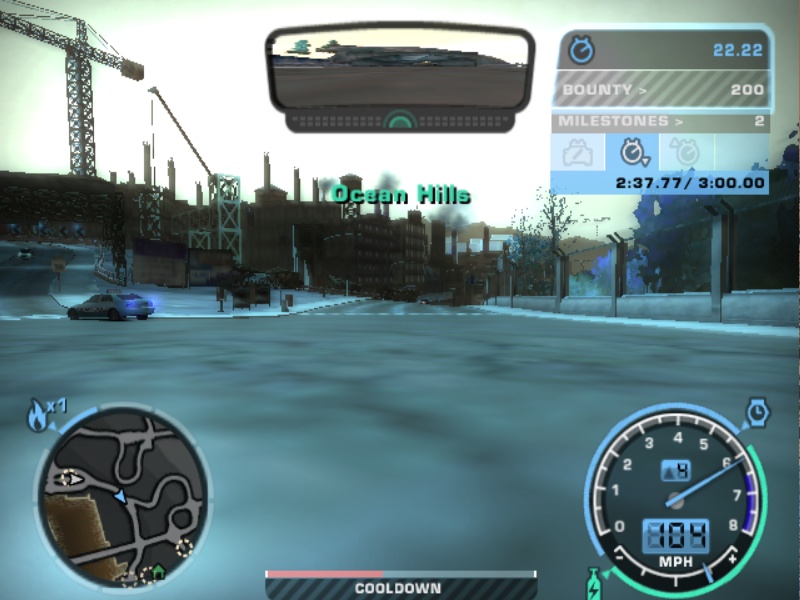 22.22
BOUNTY > 200
MILESTONES > 2
2:37.77/ 3:00.00
Ocean Hills
x1
0 1 2 3 4 5 6 7 8
4
104
MPH
COOLDOWN